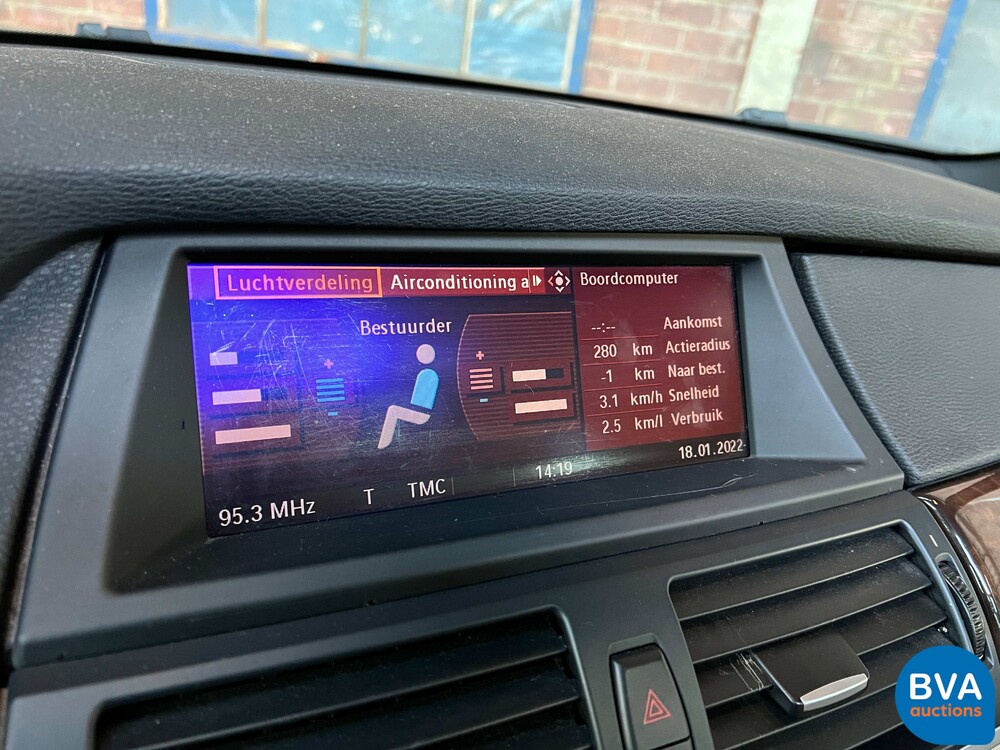 Luchtverdeling Airconditioning a Boordcomputer
Bestuurder
--:-- Aankomst
280 km Actieradius
-1 km Naar best.
3.1 km/h Snelheid
2.5 km/l Verbruik
95.3 MHz T TMC 14:19 18.01.2022
BVA
auctions